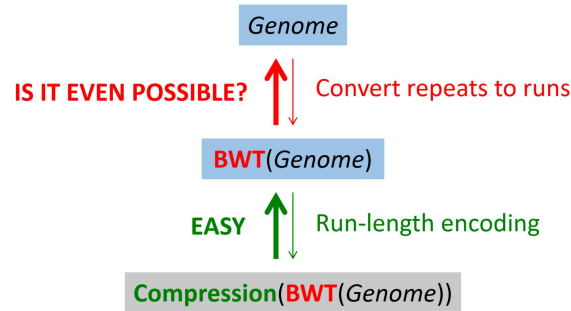 Genome
IS IT EVEN POSSIBLE? Convert repeats to runs
BWT(Genome)
EASY Run-length encoding
Compression(BWT(Genome))